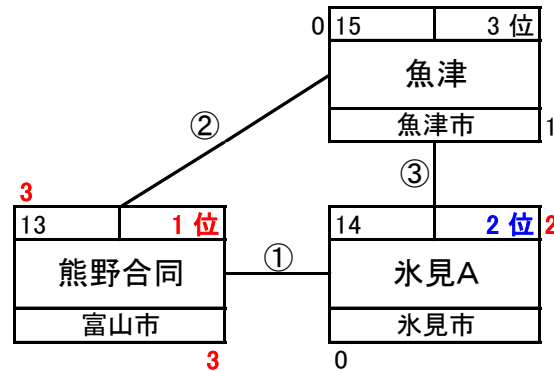 0 15 3 位
魚津
魚津市 1
②
③
3
13 1 位
熊野合同
富山市
3
①
14 2 位 2
氷見A
氷見市
0